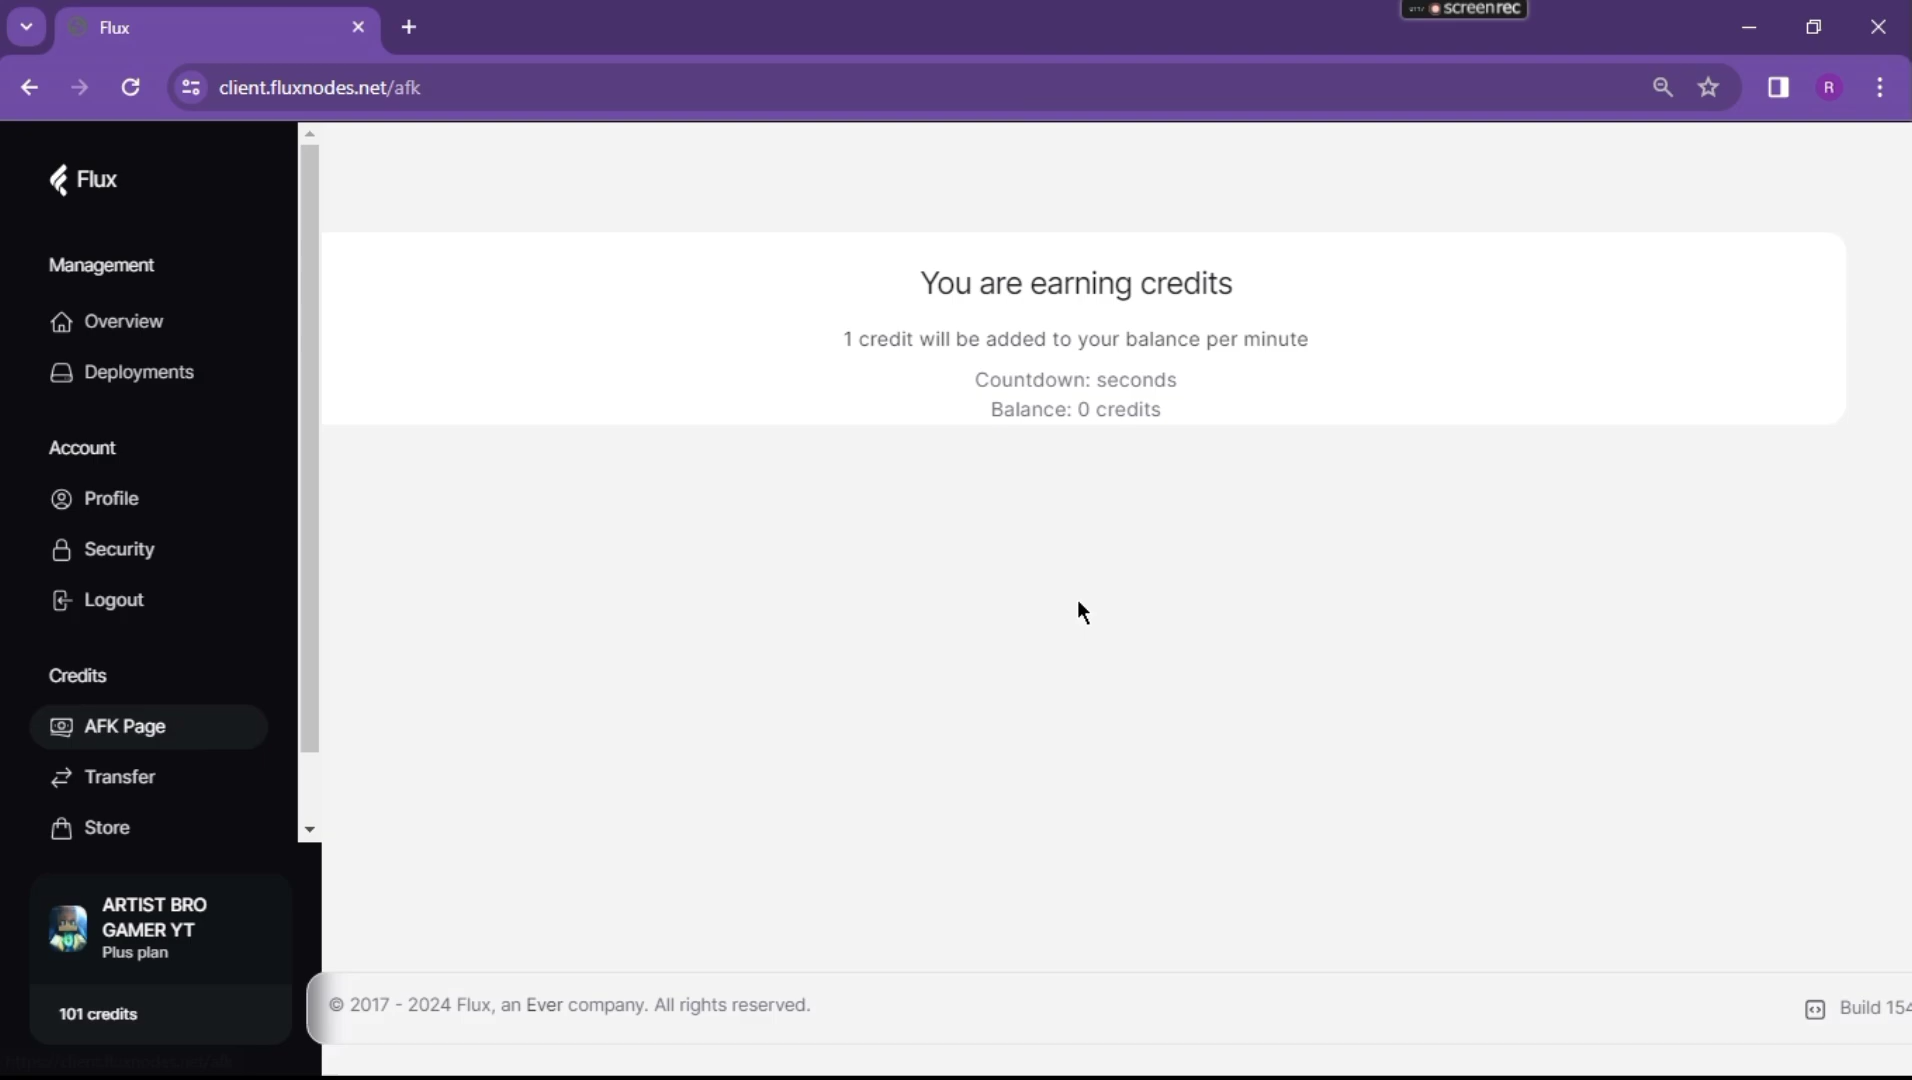 Flux
screenrec
client.fluxnodes.net/afk
R
Flux
Management
Overview
Deployments
Account
Profile
Security
Logout
Credits
AFK Page
Transfer
Store
ARTIST BRO
GAMER YT
Plus plan
101 credits
You are earning credits
1 credit will be added to your balance per minute
Countdown: seconds
Balance: 0 credits
© 2017 - 2024 Flux, an Ever company. All rights reserved.
Build 154